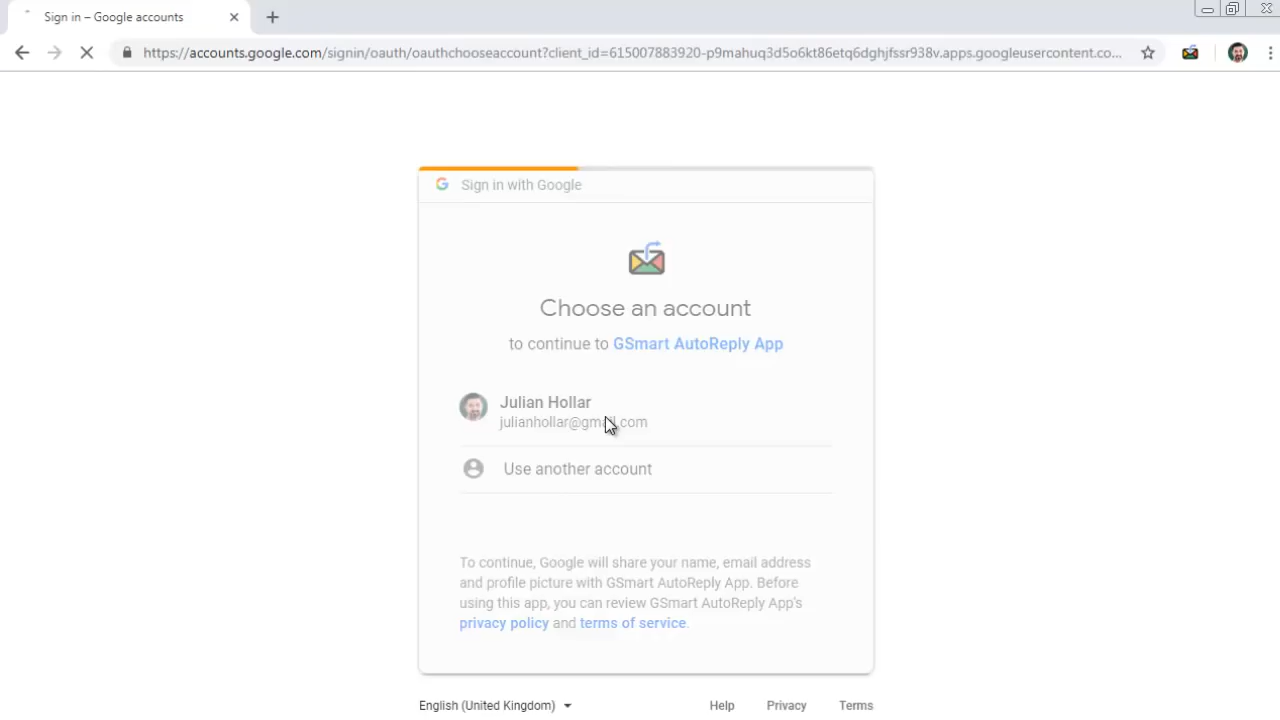 Sign in – Google accounts
https://accounts.google.com/signin/oauth/oauthchooseaccount?client_id=615007883920-p9mahuq3d5o6kt86etq6dghjfssr938v.apps.googleusercontent.co...
Sign in with Google
Choose an account
to continue to GSmart AutoReply App
Julian Hollar
julianhollar@gmail.com
Use another account
To continue, Google will share your name, email address
and profile picture with GSmart AutoReply App. Before
using this app, you can review GSmart AutoReply App's
privacy policy and terms of service.
English (United Kingdom)
Help
Privacy
Terms